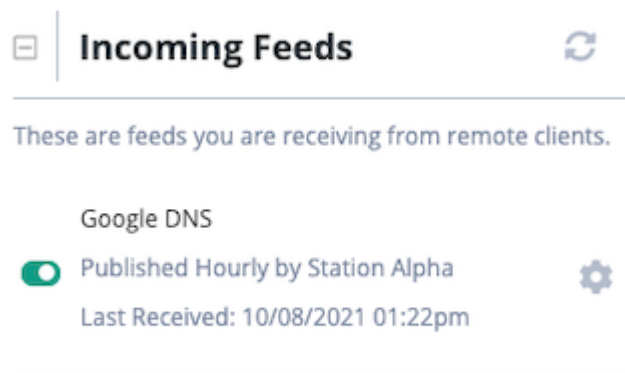 Incoming Feeds
These are feeds you are receiving from remote clients.
Google DNS
Published Hourly by Station Alpha
Last Received: 10/08/2021 01:22pm